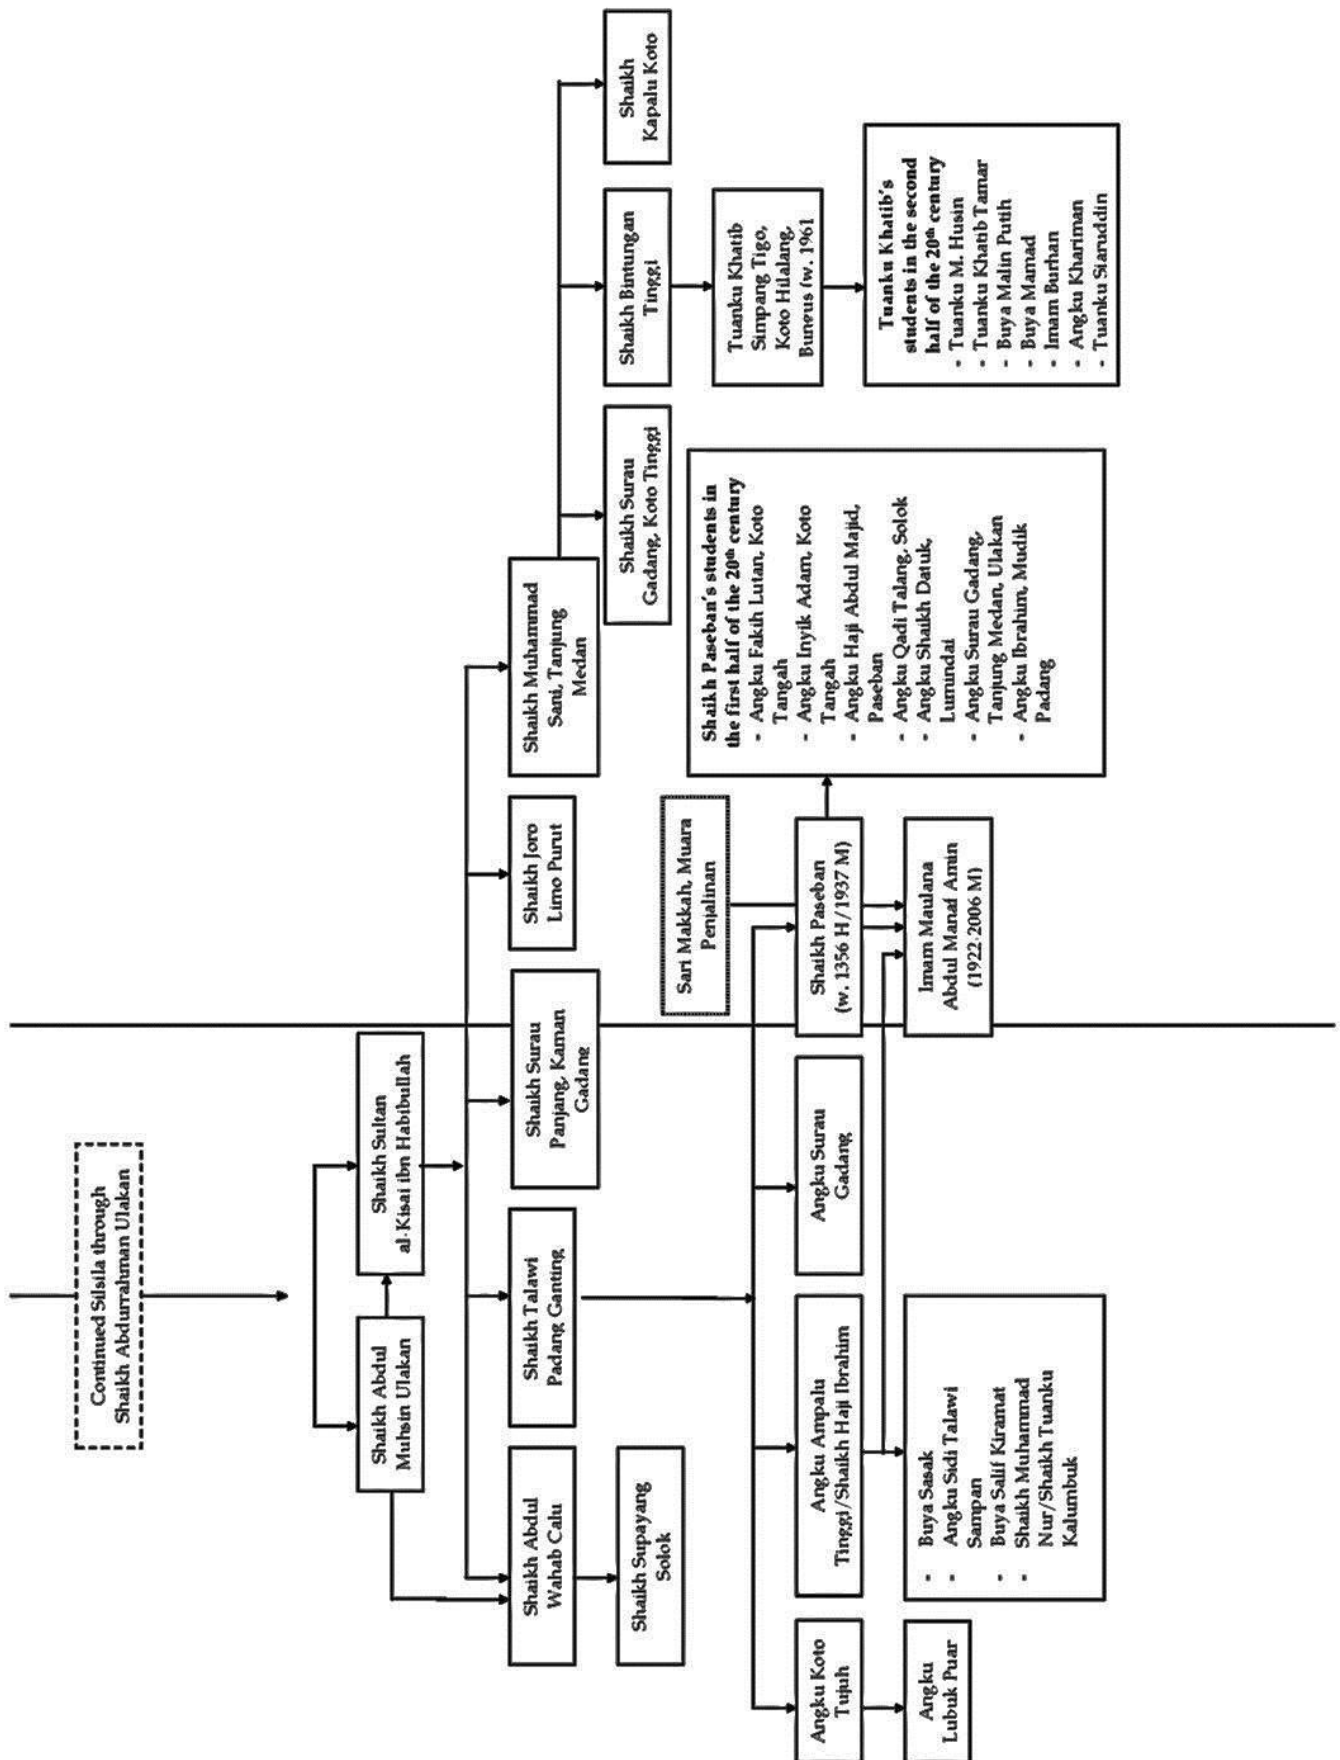 Continued Silsila through
Shaikh Abdurrahman Ulakan
Shaikh Abdul
Muhsin Ulakan
Shaikh Sultan
al-Kisai ibn Habibullah
Shaikh Abdul
Wahab Calu
Shaikh Talawi
Padang Ganting
Shaikh Surau
Panjang, Kaman
Gadang
Shaikh Joro
Limo Purut
Shaikh Muhammad
Sani, Tanjung
Medan
Shaikh Supayang
Solok
Shaikh Surau
Gadang, Koto Tinggi
Shaikh Bintungan
Tinggi
Shaikh
Kapalu Koto
Sari Makkah, Muara
Penjalinan
Tuanku Khatib
Simpang Tigo,
Koto Hilalang,
Bungus (w. 1961
Angku Koto
Tujuh
Angku Ampalu
Tinggi/Shaikh Haji Ibrahim
Angku Surau
Gadang
Shaikh Paseban
(w. 1356 H/1937 M)
Shaikh Paseban's students in
the first half of the 20th century
- Angku Fakih Lutan, Koto
Tangah
- Angku Inyik Adam, Koto
Tangah
- Angku Haji Abdul Majid,
Paseban
- Angku Qadi Talang, Solok
- Angku Shaikh Datuk,
Lumindai
- Angku Surau Gadang,
Tanjung Medan, Ulakan
- Angku Ibrahim, Mudik
Padang
Tuanku Khatib's
students in the second
half of the 20th century
- Tuanku M. Husin
- Tuanku Khatib Tamar
- Buya Malin Putih
- Buya Mamad
- Imam Burhan
- Angku Khariman
- Tuanku Siaruddin
Angku
Lubuk Puar
- Buya Sasak
- Angku Sidi Talawi
Sampan
- Buya Salif Kiramat
- Shaikh Muhammad
Nur/Shaikh Tuanku
Kalumbuk
Imam Maulana
Abdul Manaf Amin
(1922-2006 M)